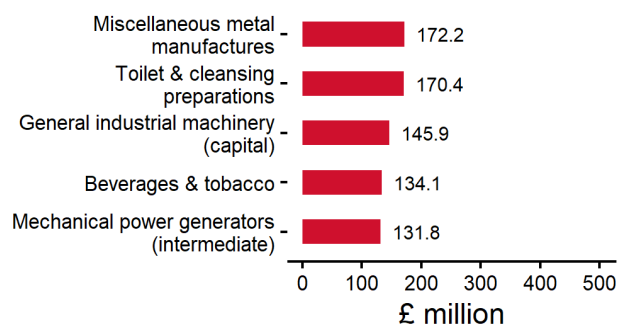 Miscellaneous metal
manufactures
172.2
Toilet & cleansing
preparations
170.4
General industrial machinery
(capital)
145.9
Beverages & tobacco
134.1
Mechanical power generators
(intermediate)
131.8
0 100 200 300 400 500
£ million